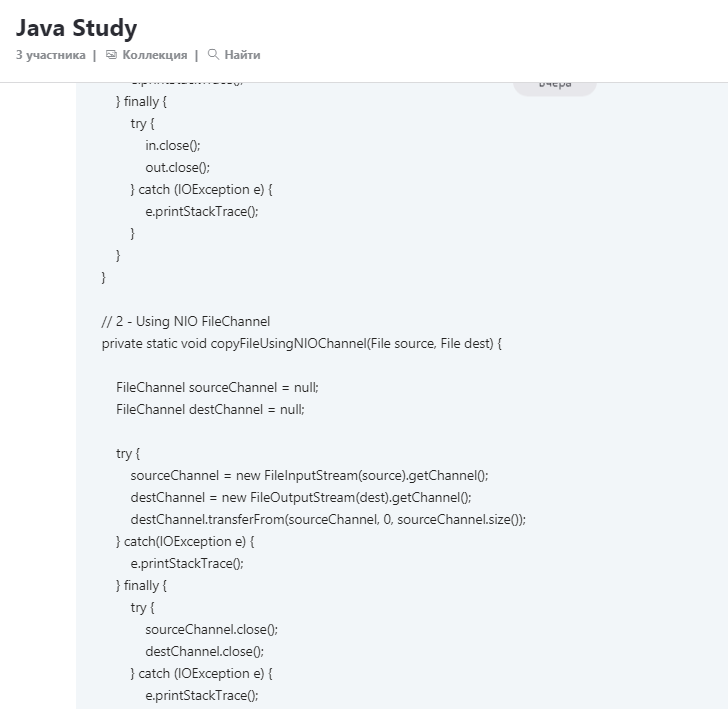 Java Study
3 участника | Коллекция | Найти
e.printStackTrace();
Вчера
} finally {
try {
in.close();
out.close();
} catch (IOException e) {
e.printStackTrace();
}
}
}
// 2 - Using NIO FileChannel
private static void copyFileUsingNIOChannel(File source, File dest) {
FileChannel sourceChannel = null;
FileChannel destChannel = null;
try {
sourceChannel = new FileInputStream(source).getChannel();
destChannel = new FileOutputStream(dest).getChannel();
destChannel.transferFrom(sourceChannel, 0, sourceChannel.size());
} catch(IOException e) {
e.printStackTrace();
} finally {
try {
sourceChannel.close();
destChannel.close();
} catch (IOException e) {
e.printStackTrace();